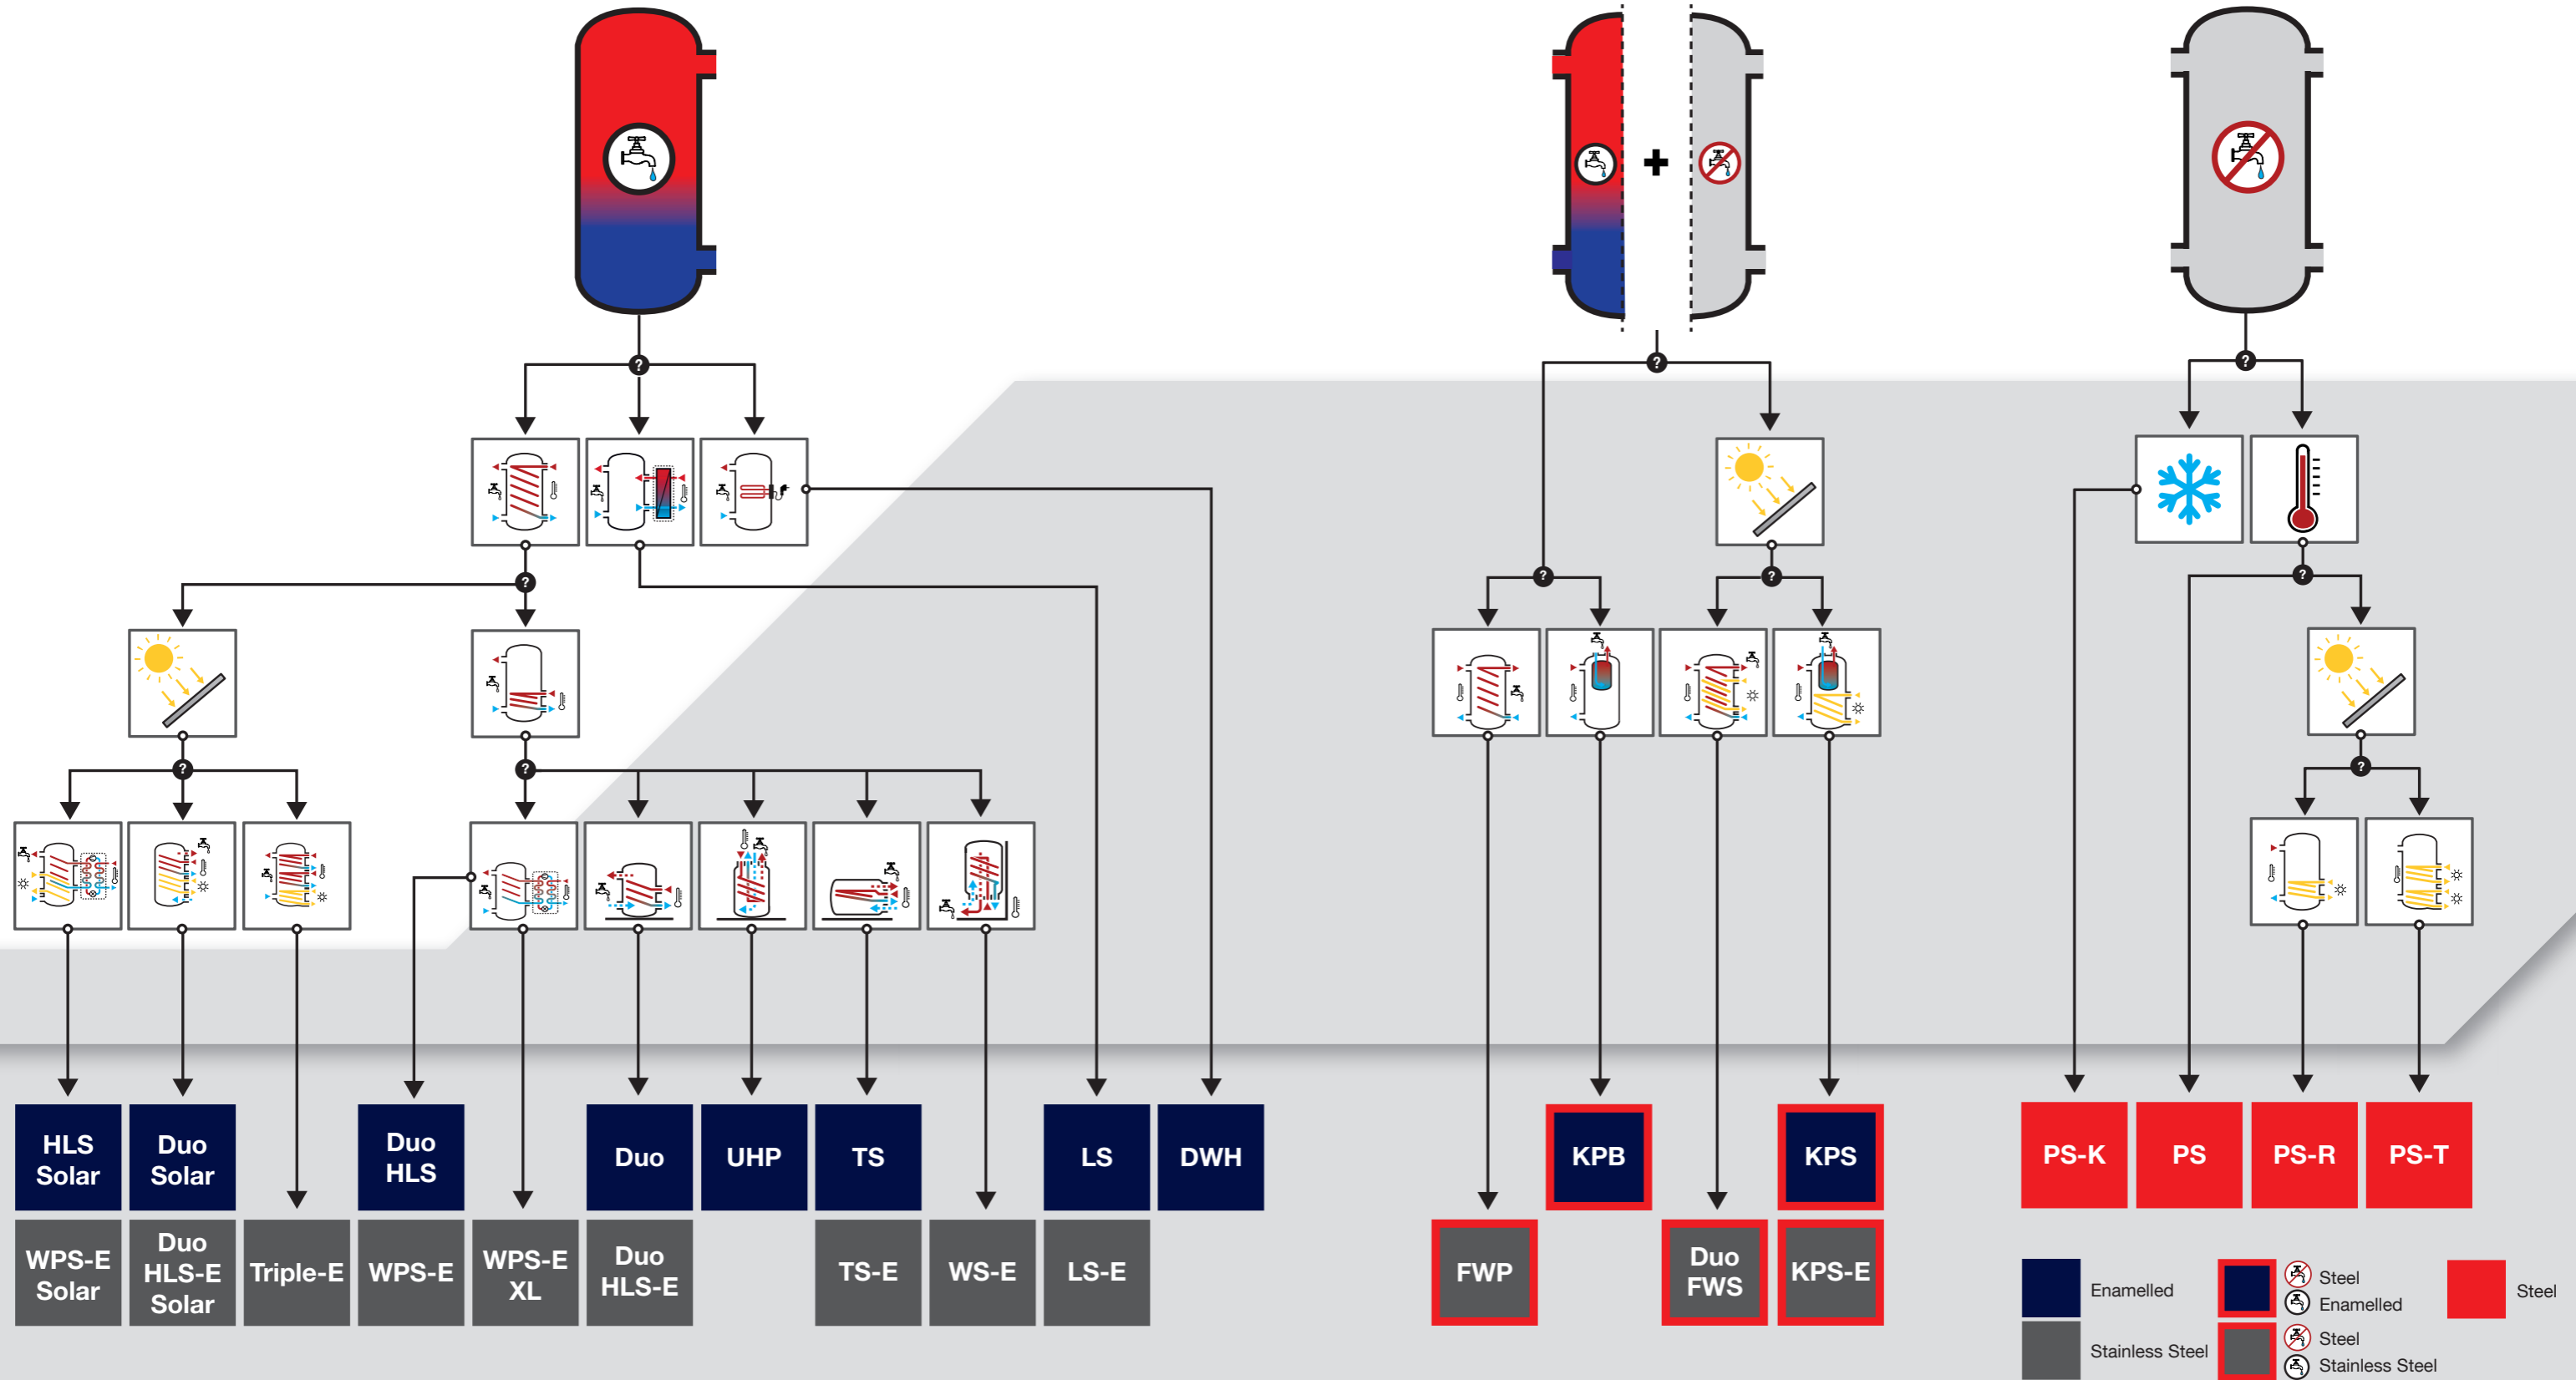 ?
?
?
?
?
?
?
?
?
?
?
HLS
Solar
Duo
Solar
Duo
HLS
Duo
UHP
TS
LS
DWH
KPB
KPS
PS-K
PS
PS-R
PS-T
WPS-E
Solar
Duo
HLS-E
Solar
Triple-E
WPS-E
WPS-E
XL
Duo
HLS-E
TS-E
WS-E
LS-E
FWP
Duo
FWS
KPS-E
Enamelled
Steel
Enamelled
Steel
Stainless Steel
Steel
Stainless Steel